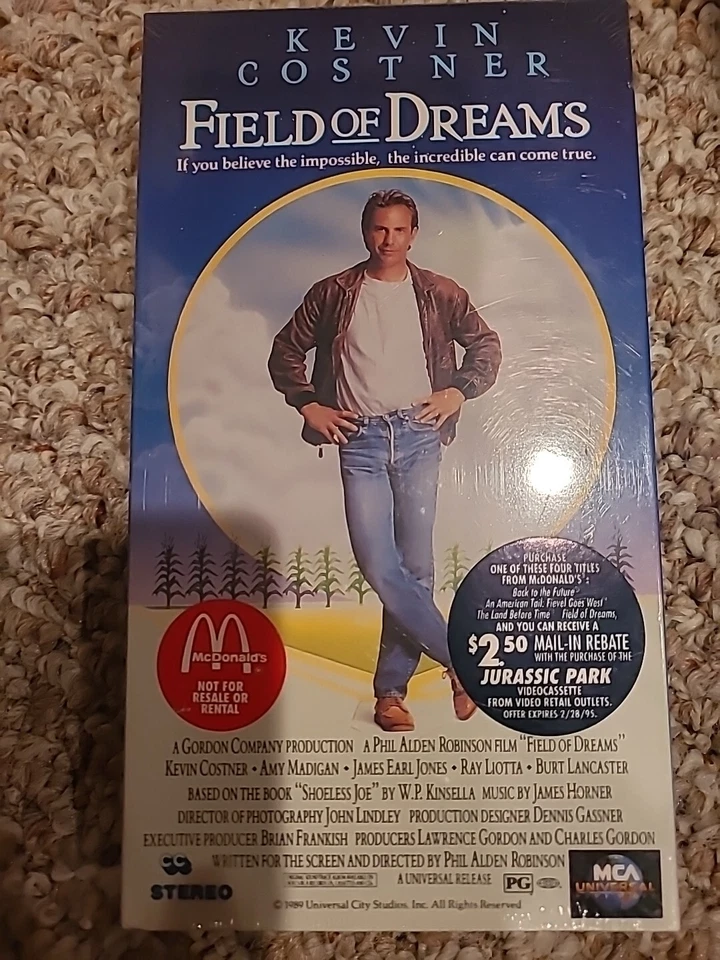 KEVIN
COSTNER
FIELD OF DREAMS
If you believe the impossible, the incredible can come true.
PURCHASE
ONE OF THESE FOUR TITLES
FROM McDONALD'S®:
Back to the Future™
An American Tail: Fievel Goes West™
The Land Before Time™ Field of Dreams,
AND YOU CAN RECEIVE A
$2.50 MAIL-IN REBATE
WITH THE PURCHASE OF THE
JURASSIC PARK™
VIDEOCASSETTE
FROM VIDEO RETAIL OUTLETS.
OFFER EXPIRES 2/28/95.
McDonald's
NOT FOR
RESALE OR
RENTAL
A GORDON COMPANY PRODUCTION A PHIL ALDEN ROBINSON FILM "FIELD OF DREAMS"
KEVIN COSTNER • AMY MADIGAN • JAMES EARL JONES • RAY LIOTTA • BURT LANCASTER
BASED ON THE BOOK "SHOELESS JOE" BY W.P. KINSELLA MUSIC BY JAMES HORNER
DIRECTOR OF PHOTOGRAPHY JOHN LINDLEY PRODUCTION DESIGNER DENNIS GASSNER
EXECUTIVE PRODUCER BRIAN FRANKISH PRODUCERS LAWRENCE GORDON AND CHARLES GORDON
WRITTEN FOR THE SCREEN AND DIRECTED BY PHIL ALDEN ROBINSON
CC
STEREO
A UNIVERSAL RELEASE
PG
MCA
UNIVERSAL
© 1989 Universal City Studios, Inc. All Rights Reserved